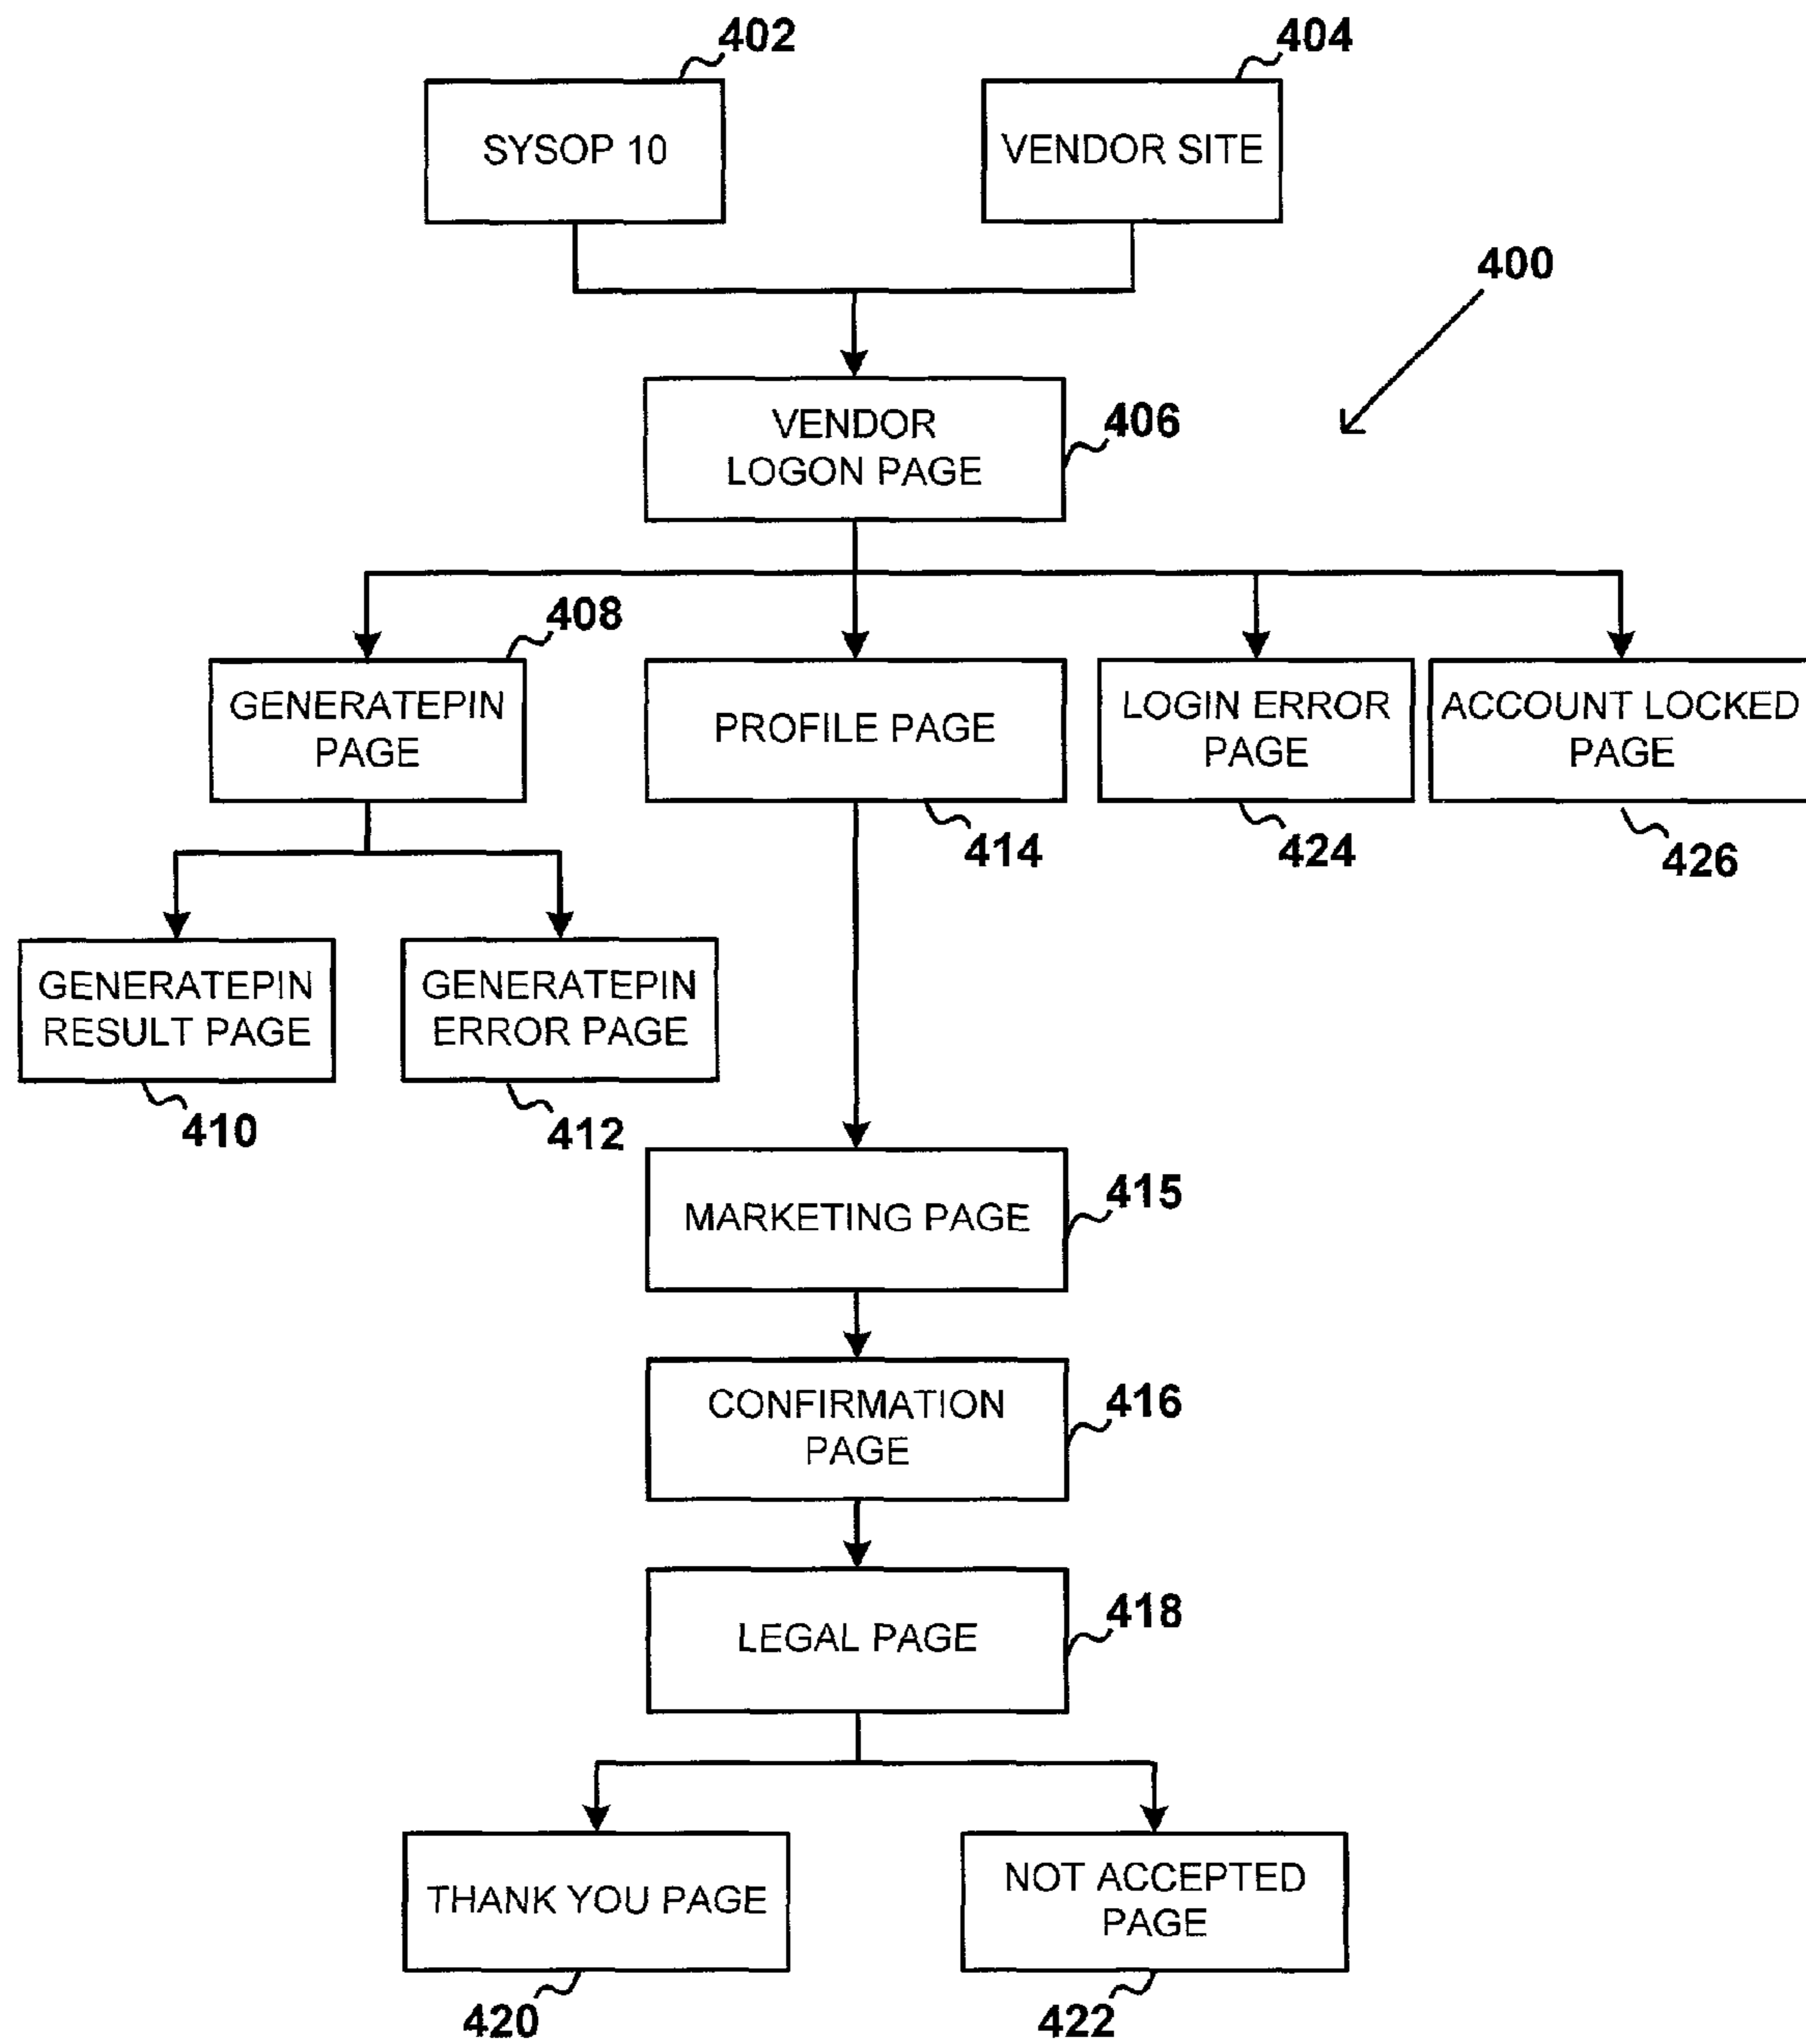 402
404
SYSOP 10
VENDOR SITE
400
VENDOR
LOGON PAGE
406
408
GENERATEPIN
PAGE
PROFILE PAGE
LOGIN ERROR
PAGE
ACCOUNT LOCKED
PAGE
414
424
426
GENERATEPIN
RESULT PAGE
GENERATEPIN
ERROR PAGE
410
412
MARKETING PAGE
415
CONFIRMATION
PAGE
416
LEGAL PAGE
418
THANK YOU PAGE
NOT ACCEPTED
PAGE
420
422